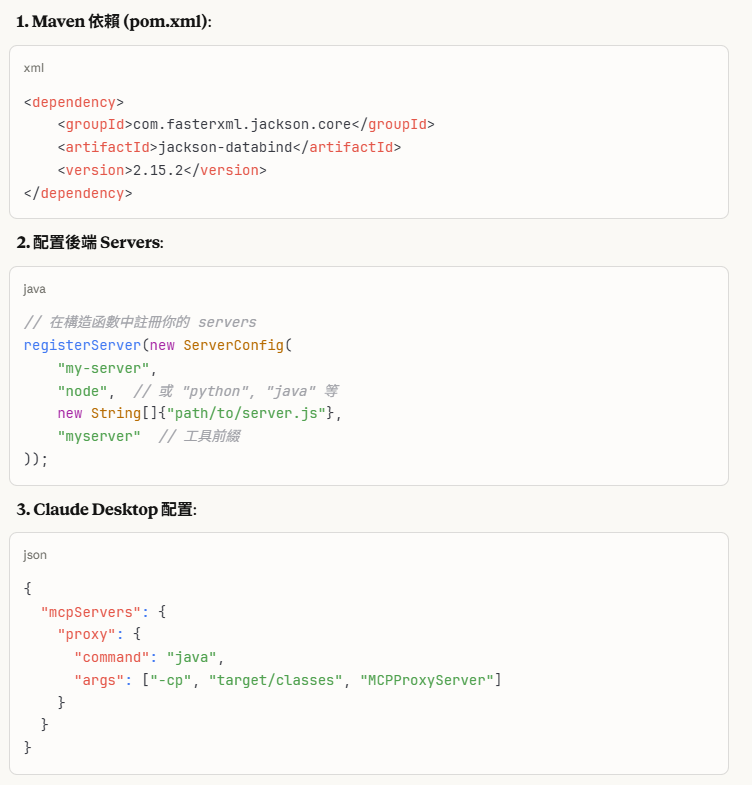 1. Maven 依賴 (pom.xml):
xml
<dependency>
    <groupId>com.fasterxml.jackson.core</groupId>
    <artifactId>jackson-databind</artifactId>
    <version>2.15.2</version>
</dependency>
2. 配置後端 Servers:
java
// 在構造函數中註冊你的 servers
registerServer(new ServerConfig(
    "my-server",
    "node",  // 或 "python", "java" 等
    new String[]{"path/to/server.js"},
    "myserver"  // 工具前綴
));
3. Claude Desktop 配置:
json
{
  "mcpServers": {
    "proxy": {
      "command": "java",
      "args": ["-cp", "target/classes", "MCPProxyServer"]
    }
  }
}